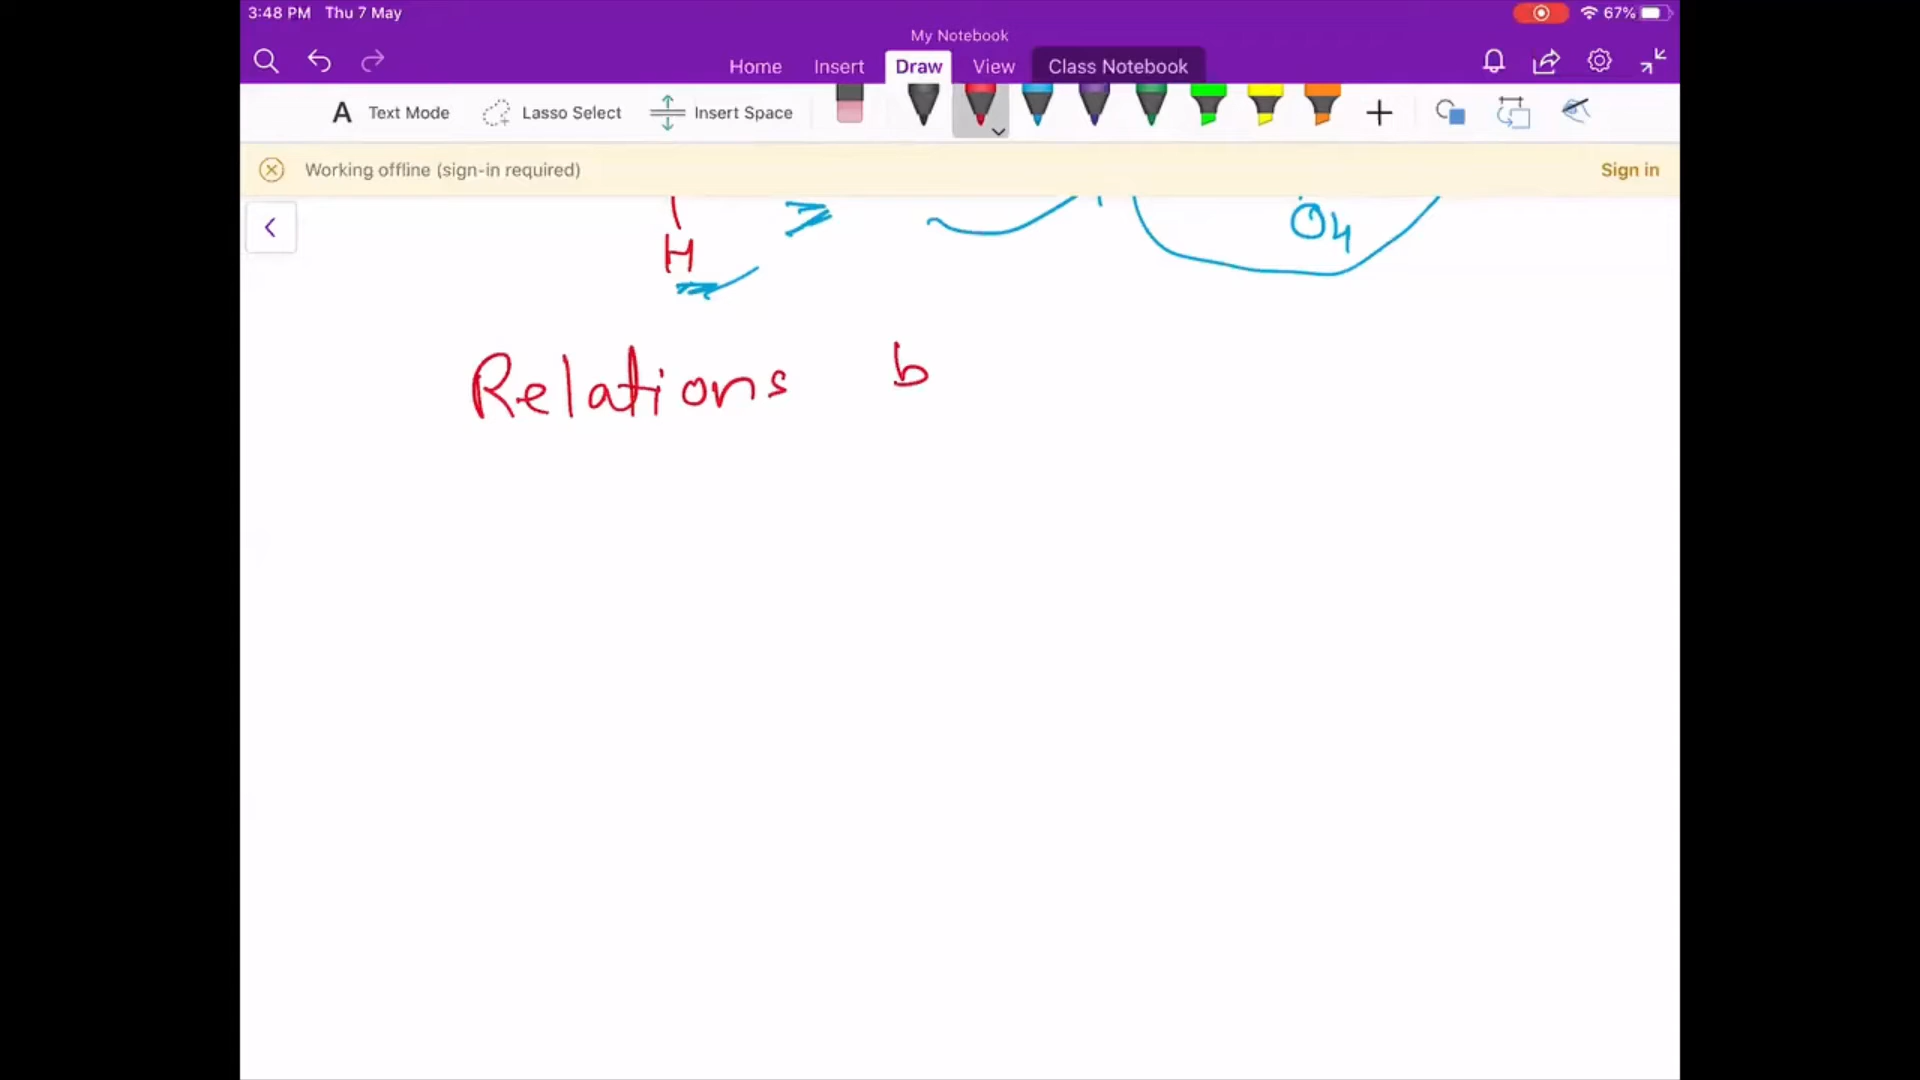 3:48 PM Thu 7 May 67%
My Notebook
Home Insert Draw View Class Notebook
A Text Mode Lasso Select Insert Space
Working offline (sign-in required) Sign in
O4
H
Relations b